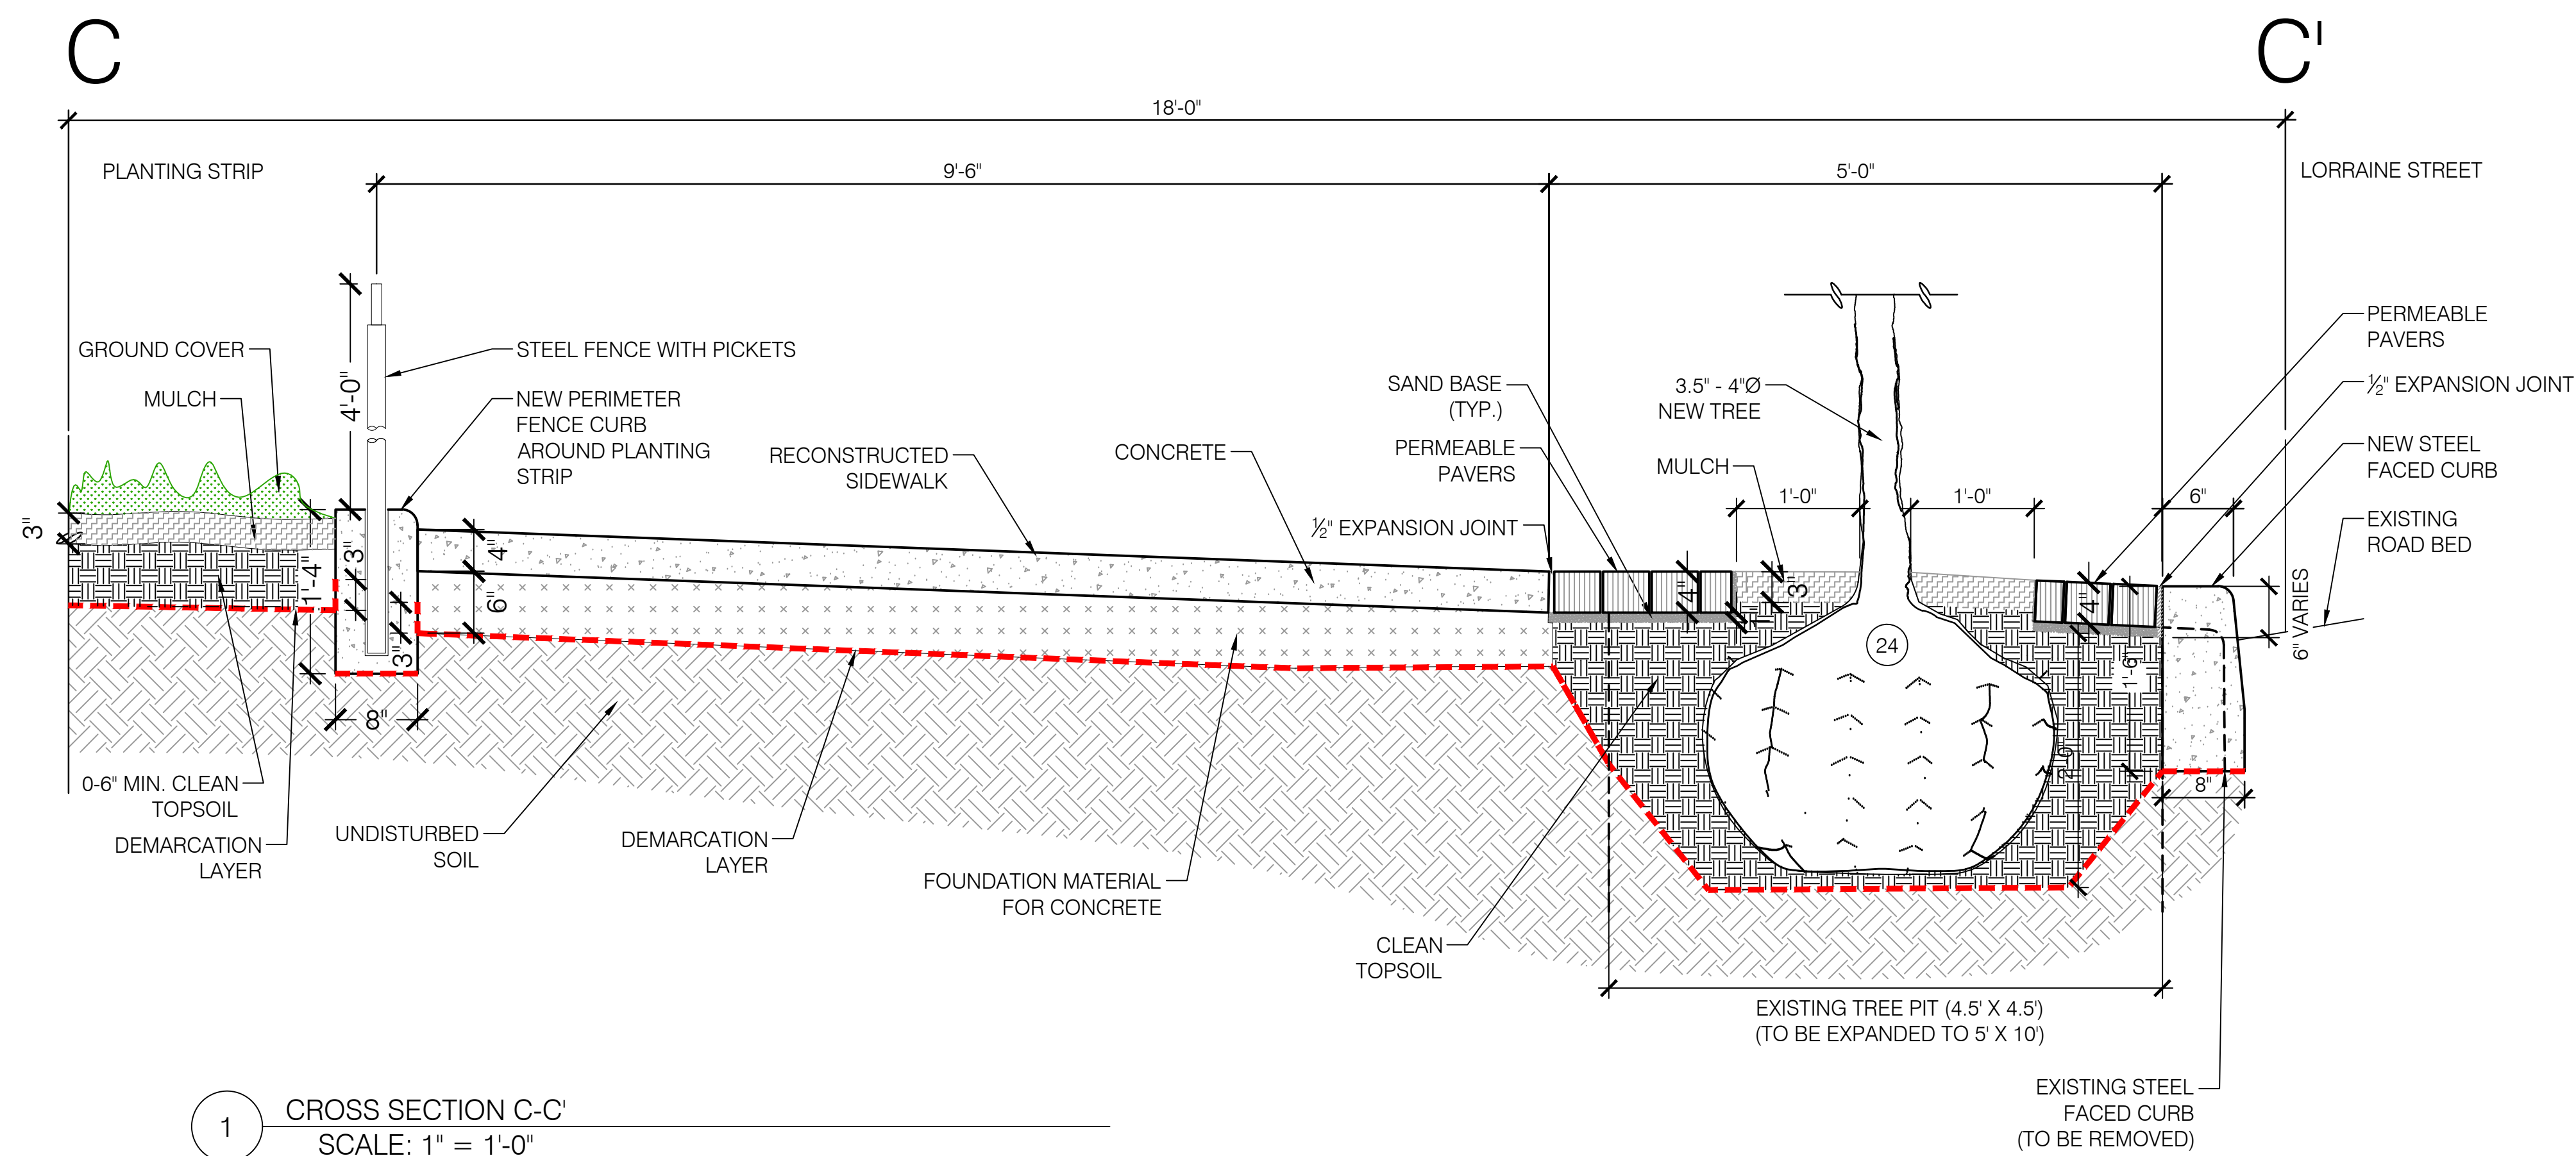 C
C'
18'-0"
PLANTING STRIP
9'-6"
5'-0"
LORRAINE STREET
GROUND COVER
MULCH
3"
4'-0"
STEEL FENCE WITH PICKETS
NEW PERIMETER
FENCE CURB
AROUND PLANTING
STRIP
RECONSTRUCTED
SIDEWALK
CONCRETE
SAND BASE
(TYP.)
PERMEABLE
PAVERS
½" EXPANSION JOINT
3.5" - 4"Ø
NEW TREE
MULCH
1'-0"
1'-0"
6"
PERMEABLE
PAVERS
½" EXPANSION JOINT
NEW STEEL
FACED CURB
EXISTING
ROAD BED
6" VARIES
1'-4"
3"
3"
4"
6"
8"
4"
1"
3"
24
4"
1'-6"
2'-0"
8"
0-6" MIN. CLEAN
TOPSOIL
DEMARCATION
LAYER
UNDISTURBED
SOIL
DEMARCATION
LAYER
FOUNDATION MATERIAL
FOR CONCRETE
CLEAN
TOPSOIL
EXISTING TREE PIT (4.5' X 4.5')
(TO BE EXPANDED TO 5' X 10')
EXISTING STEEL
FACED CURB
(TO BE REMOVED)
1
CROSS SECTION C-C'
SCALE: 1" = 1'-0"